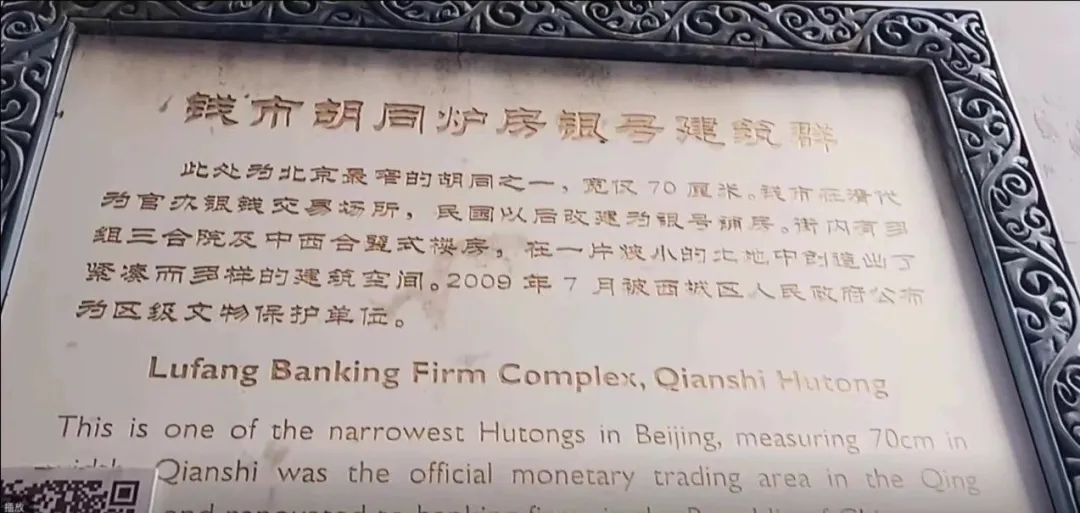 钱市胡同炉房银号建筑群
此处为北京最窄的胡同之一，宽仅 70 厘米。钱市在清代
为官办银钱交易场所，民国以后改建为银号铺房。街内有多
组三合院及中西合璧式楼房，在一片狭小的土地中创造出了
紧凑而多样的建筑空间。2009 年 7 月被西城区人民政府公布
为区级文物保护单位。
Lufang Banking Firm Complex, Qianshi Hutong
This is one of the narrowest Hutongs in Beijing, measuring 70cm in
Qianshi was the official monetary trading area in the Qing
播放